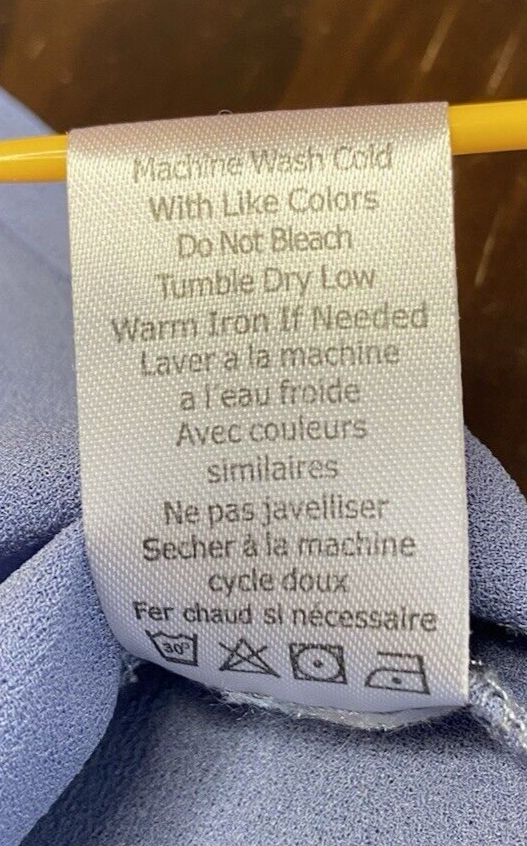 Machine Wash Cold
With Like Colors
Do Not Bleach
Tumble Dry Low
Warm Iron If Needed
Laver a la machine
a l'eau froide
Avec couleurs
similaires
Ne pas javelliser
Secher à la machine
cycle doux
Fer chaud si nécessaire
30°